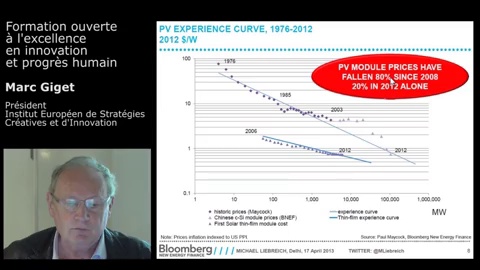 Formation ouverte
à l'excellence
en innovation
et progrès humain
Marc Giget
Président
Institut Européen de Stratégies
Créatives et d'Innovation
PV EXPERIENCE CURVE, 1976-2012
2012 $/W
PV MODULE PRICES HAVE
FALLEN 80% SINCE 2008
20% IN 2012 ALONE
100
10
1
0.1
1976
1985
2003
2006
2012
2012
1
10
100
1,000
10,000
100,000
1,000,000
MW
historic prices (Maycock)
experience curve
Chinese c-Si module prices (BNEF)
Thin-film experience curve
First Solar thin-film module cost
Note: Prices inflation indexed to US PPI
Source: Paul Maycock, Bloomberg New Energy Finance
Bloomberg
NEW ENERGY FINANCE
MICHAEL LIEBREICH, Delhi, 17 April 2013
TWITTER: @MLiebreich